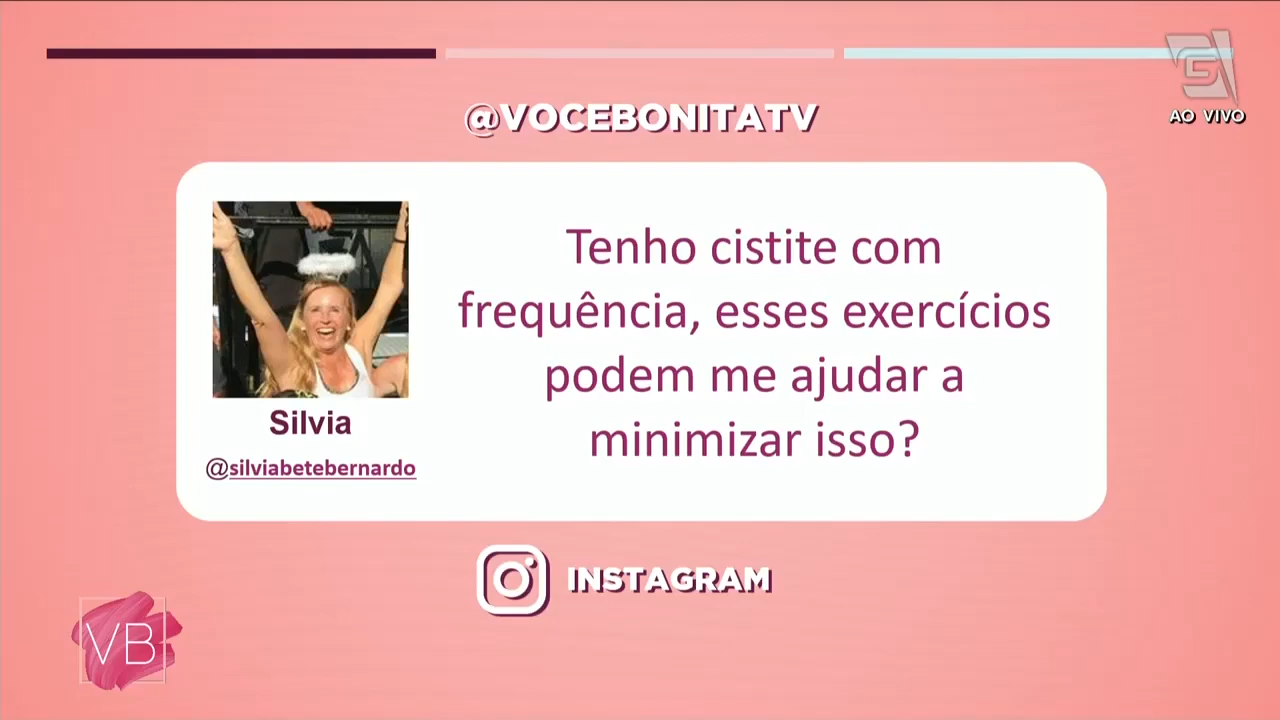 @VOCEBONITATV
G
AO VIVO
Tenho cistite com
frequência, esses exercícios
podem me ajudar a
minimizar isso?
Silvia
@silviabetebernardo
INSTAGRAM
VB